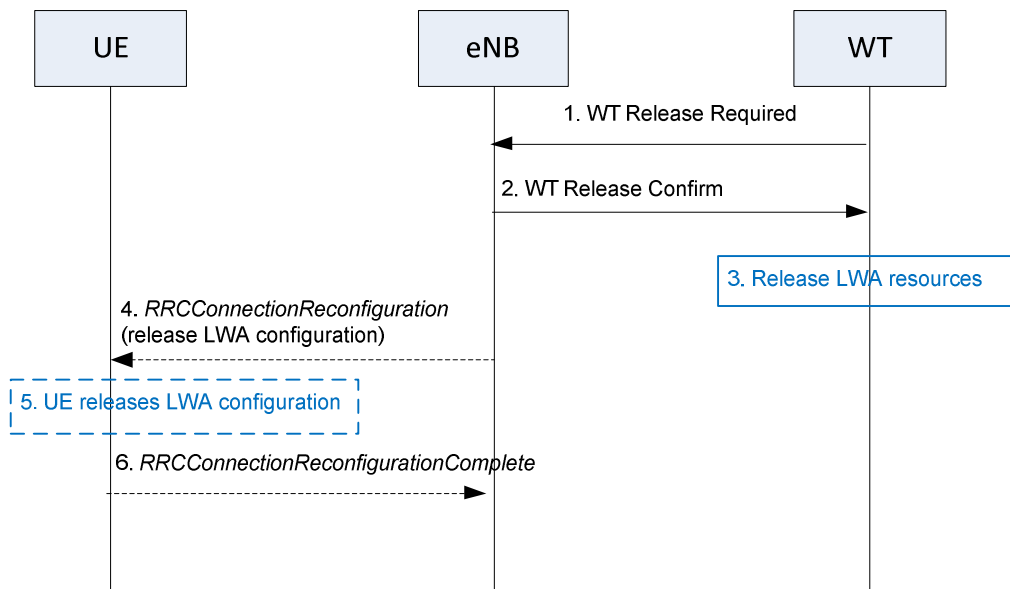 UE
eNB
WT
1. WT Release Required
2. WT Release Confirm
3. Release LWA resources
4. RRCConnectionReconfiguration
(release LWA configuration)
5. UE releases LWA configuration
6. RRCConnectionReconfigurationComplete